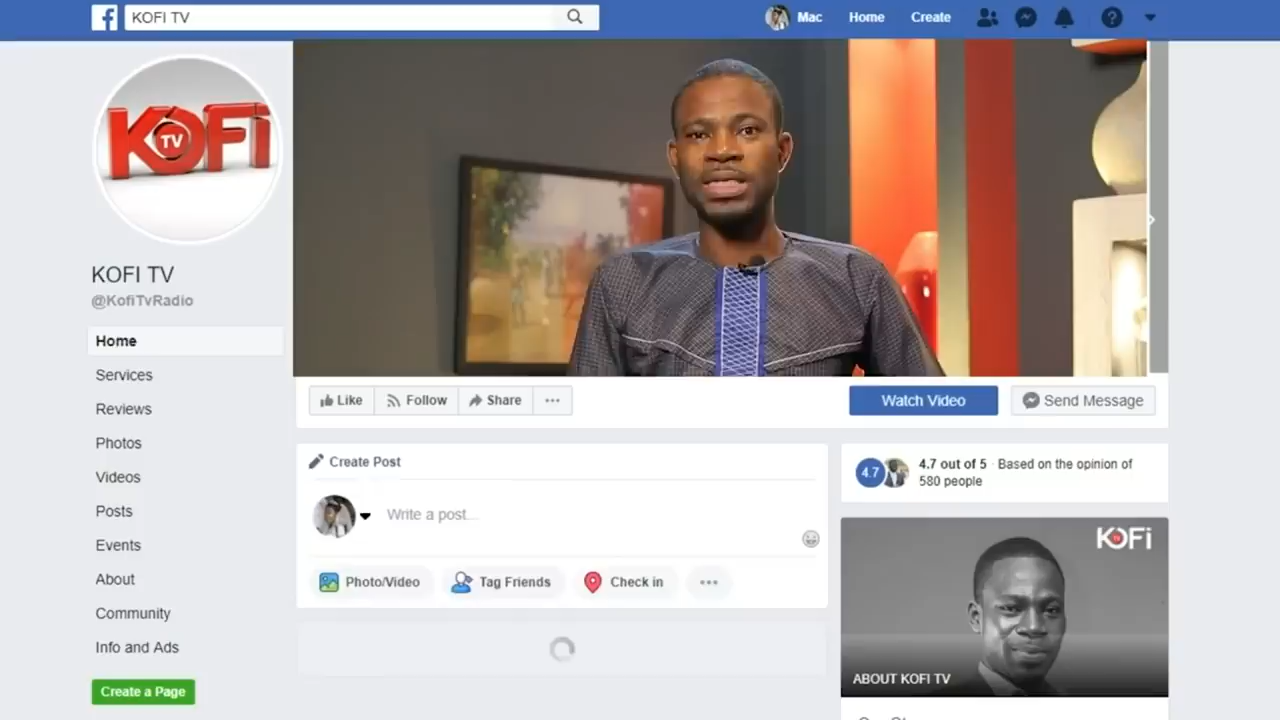 KOFI TV
Mac
Home
Create
KOFi
TV
KOFI TV
@KofiTvRadio
Home
Services
Reviews
Photos
Videos
Posts
Events
About
Community
Info and Ads
Create a Page
Like
Follow
Share
Watch Video
Send Message
Create Post
Write a post...
Photo/Video
Tag Friends
Check in
4.7
4.7 out of 5 · Based on the opinion of
580 people
KOFi
TV
ABOUT KOFI TV